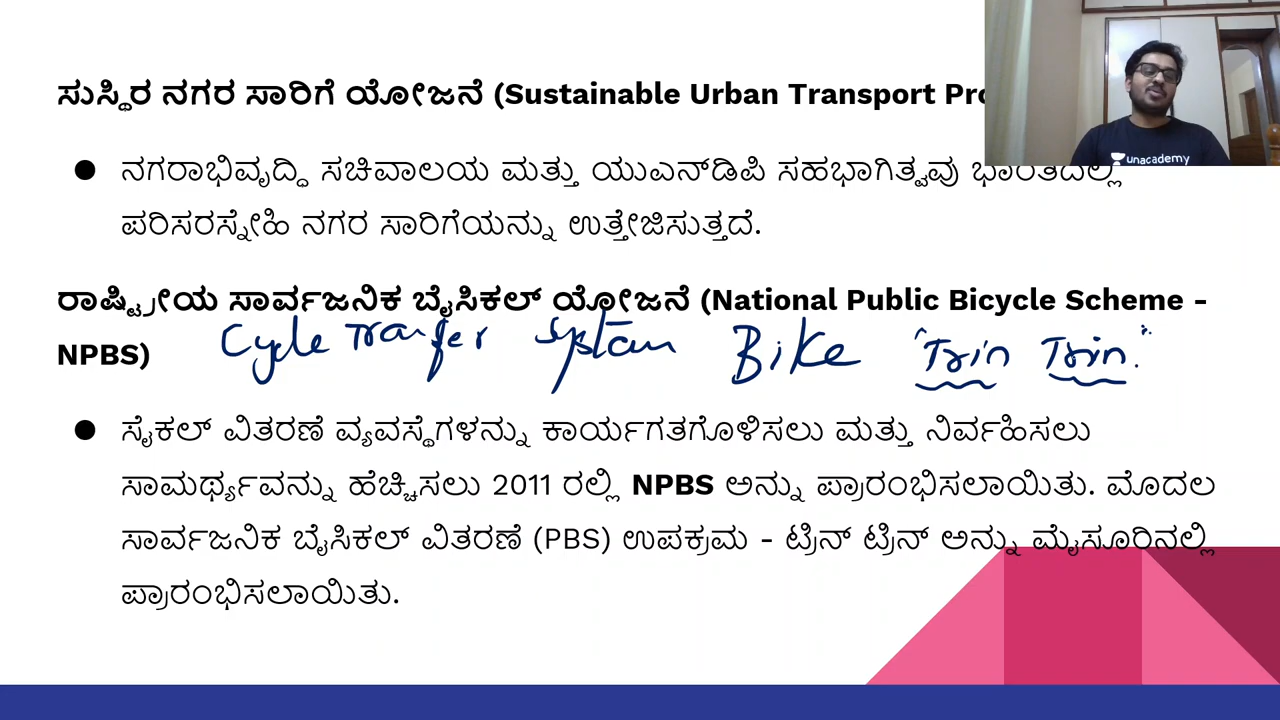 ಸುಸ್ಥಿರ ನಗರ ಸಾರಿಗೆ ಯೋಜನೆ (Sustainable Urban Transport
unacademy
ನಗರಾಭಿವೃದ್ಧಿ ಸಚಿವಾಲಯ ಮತ್ತು ಯುಎನ್‌ಡಿಪಿ ಸಹಭಾಗಿತ್ವವು ಭಾರತದಲ್ಲಿ
ಪರಿಸರಸ್ನೇಹಿ ನಗರ ಸಾರಿಗೆಯನ್ನು ಉತ್ತೇಜಿಸುತ್ತದೆ.
ರಾಷ್ಟ್ರೀಯ ಸಾರ್ವಜನಿಕ ಬೈಸಿಕಲ್ ಯೋಜನೆ (National Public Bicycle Scheme -
NPBS) Cycle Transfer System Bike "Trin Trin."
ಸೈಕಲ್ ವಿತರಣೆ ವ್ಯವಸ್ಥೆಗಳನ್ನು ಕಾರ್ಯಗತಗೊಳಿಸಲು ಮತ್ತು ನಿರ್ವಹಿಸಲು
ಸಾಮರ್ಥ್ಯವನ್ನು ಹೆಚ್ಚಿಸಲು 2011 ರಲ್ಲಿ NPBS ಅನ್ನು ಪ್ರಾರಂಭಿಸಲಾಯಿತು. ಮೊದಲ
ಸಾರ್ವಜನಿಕ ಬೈಸಿಕಲ್ ವಿತರಣೆ (PBS) ಉಪಕ್ರಮ - ಟ್ರಿನ್ ಟ್ರಿನ್ ಅನ್ನು ಮೈಸೂರಿನಲ್ಲಿ
ಪ್ರಾರಂಭಿಸಲಾಯಿತು.